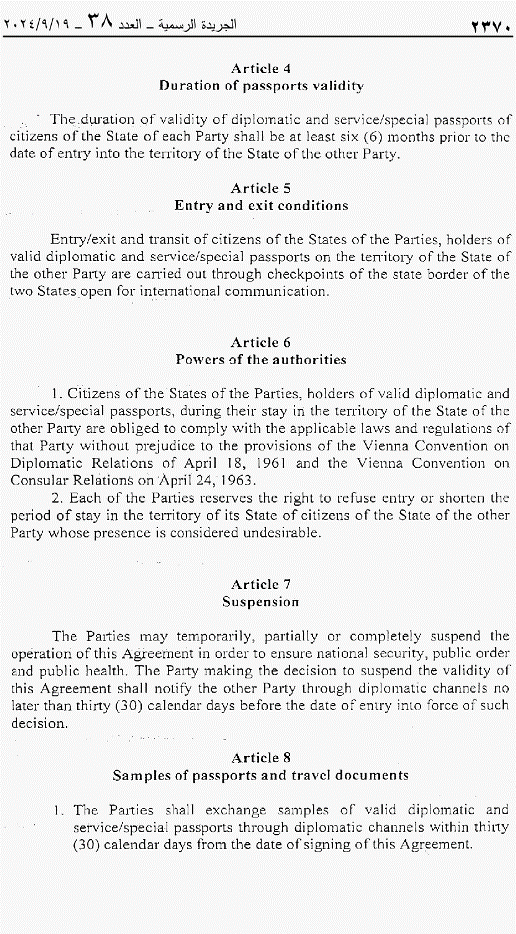 ٢٣٧٠ الجريدة الرسمية – العدد ٣٨ – ٢٠٢٤/٩/١٩
Article 4
Duration of passports validity
The duration of validity of diplomatic and service/special passports of
citizens of the State of each Party shall be at least six (6) months prior to the
date of entry into the territory of the State of the other Party.
Article 5
Entry and exit conditions
Entry/exit and transit of citizens of the States of the Parties, holders of
valid diplomatic and service/special passports on the territory of the State of
the other Party are carried out through checkpoints of the state border of the
two States open for international communication.
Article 6
Powers of the authorities
1. Citizens of the States of the Parties, holders of valid diplomatic and
service/special passports, during their stay in the territory of the State of the
other Party are obliged to comply with the applicable laws and regulations of
that Party without prejudice to the provisions of the Vienna Convention on
Diplomatic Relations of April 18, 1961 and the Vienna Convention on
Consular Relations on April 24, 1963.
2. Each of the Parties reserves the right to refuse entry or shorten the
period of stay in the territory of its State of citizens of the State of the other
Party whose presence is considered undesirable.
Article 7
Suspension
The Parties may temporarily, partially or completely suspend the
operation of this Agreement in order to ensure national security, public order
and public health. The Party making the decision to suspend the validity of
this Agreement shall notify the other Party through diplomatic channels no
later than thirty (30) calendar days before the date of entry into force of such
decision.
Article 8
Samples of passports and travel documents
1. The Parties shall exchange samples of valid diplomatic and
service/special passports through diplomatic channels within thirty
(30) calendar days from the date of signing of this Agreement.